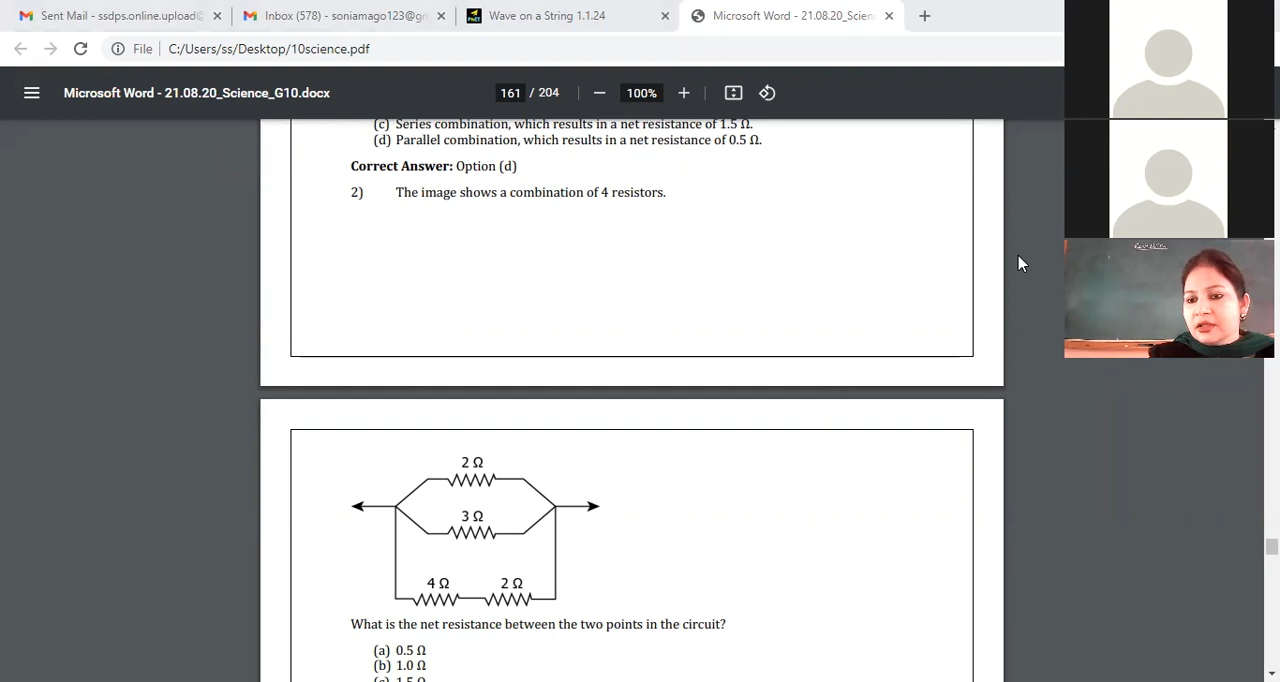 Sent Mail - ssdps.online.upload@
Inbox (578) - soniamago123@gm
Wave on a String 1.1.24
Microsoft Word - 21.08.20_Scien
File
C:/Users/ss/Desktop/10science.pdf
Microsoft Word - 21.08.20_Science_G10.docx
161 / 204
100%
(c) Series combination, which results in a net resistance of 1.5 Ω.
(d) Parallel combination, which results in a net resistance of 0.5 Ω.
Correct Answer: Option (d)
2) The image shows a combination of 4 resistors.
2 Ω
3 Ω
4 Ω 2 Ω
What is the net resistance between the two points in the circuit?
(a) 0.5 Ω
(b) 1.0 Ω
(c) 1.5 Ω